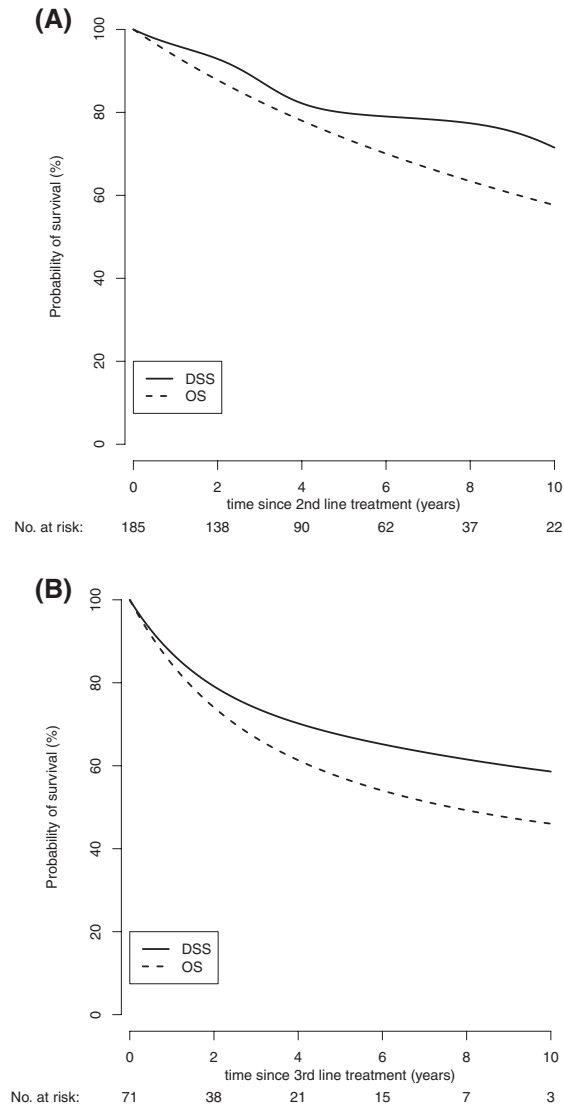 (A)
Probability of survival (%)
100
80
60
40
20
0
DSS
OS
0 2 4 6 8 10
time since 2nd line treatment (years)
No. at risk: 185 138 90 62 37 22
(B)
Probability of survival (%)
100
80
60
40
20
0
DSS
OS
0 2 4 6 8 10
time since 3rd line treatment (years)
No. at risk: 71 38 21 15 7 3